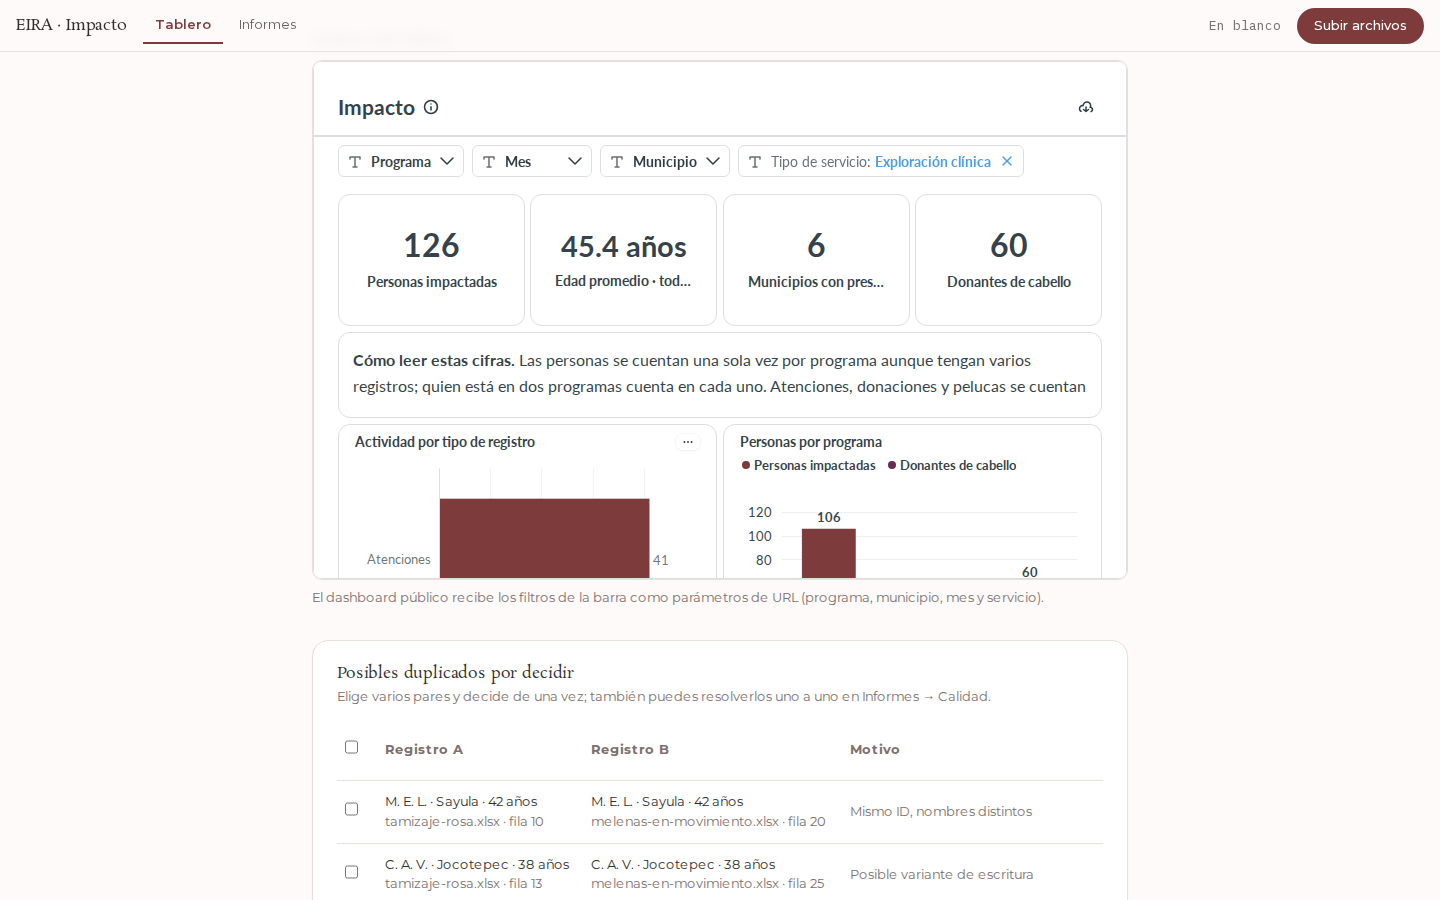 EIRA · Impacto
Tablero
Informes
En blanco
Subir archivos
Impacto
Programa
Mes
Municipio
Tipo de servicio: Exploración clínica
126
Personas impactadas
45.4 años
Edad promedio · tod...
6
Municipios con pres...
60
Donantes de cabello
Cómo leer estas cifras. Las personas se cuentan una sola vez por programa aunque tengan varios
registros; quien está en dos programas cuenta en cada uno. Atenciones, donaciones y pelucas se cuentan
Actividad por tipo de registro
Atenciones
41
Personas por programa
Personas impactadas
Donantes de cabello
120
100
80
106
60
El dashboard público recibe los filtros de la barra como parámetros de URL (programa, municipio, mes y servicio).
Posibles duplicados por decidir
Elige varios pares y decide de una vez; también puedes resolverlos uno a uno en Informes → Calidad.
Registro A
Registro B
Motivo
M. E. L. · Sayula · 42 años
tamizaje-rosa.xlsx · fila 10
M. E. L. · Sayula · 42 años
melenas-en-movimiento.xlsx · fila 20
Mismo ID, nombres distintos
C. A. V. · Jocotepec · 38 años
tamizaje-rosa.xlsx · fila 13
C. A. V. · Jocotepec · 38 años
melenas-en-movimiento.xlsx · fila 25
Posible variante de escritura